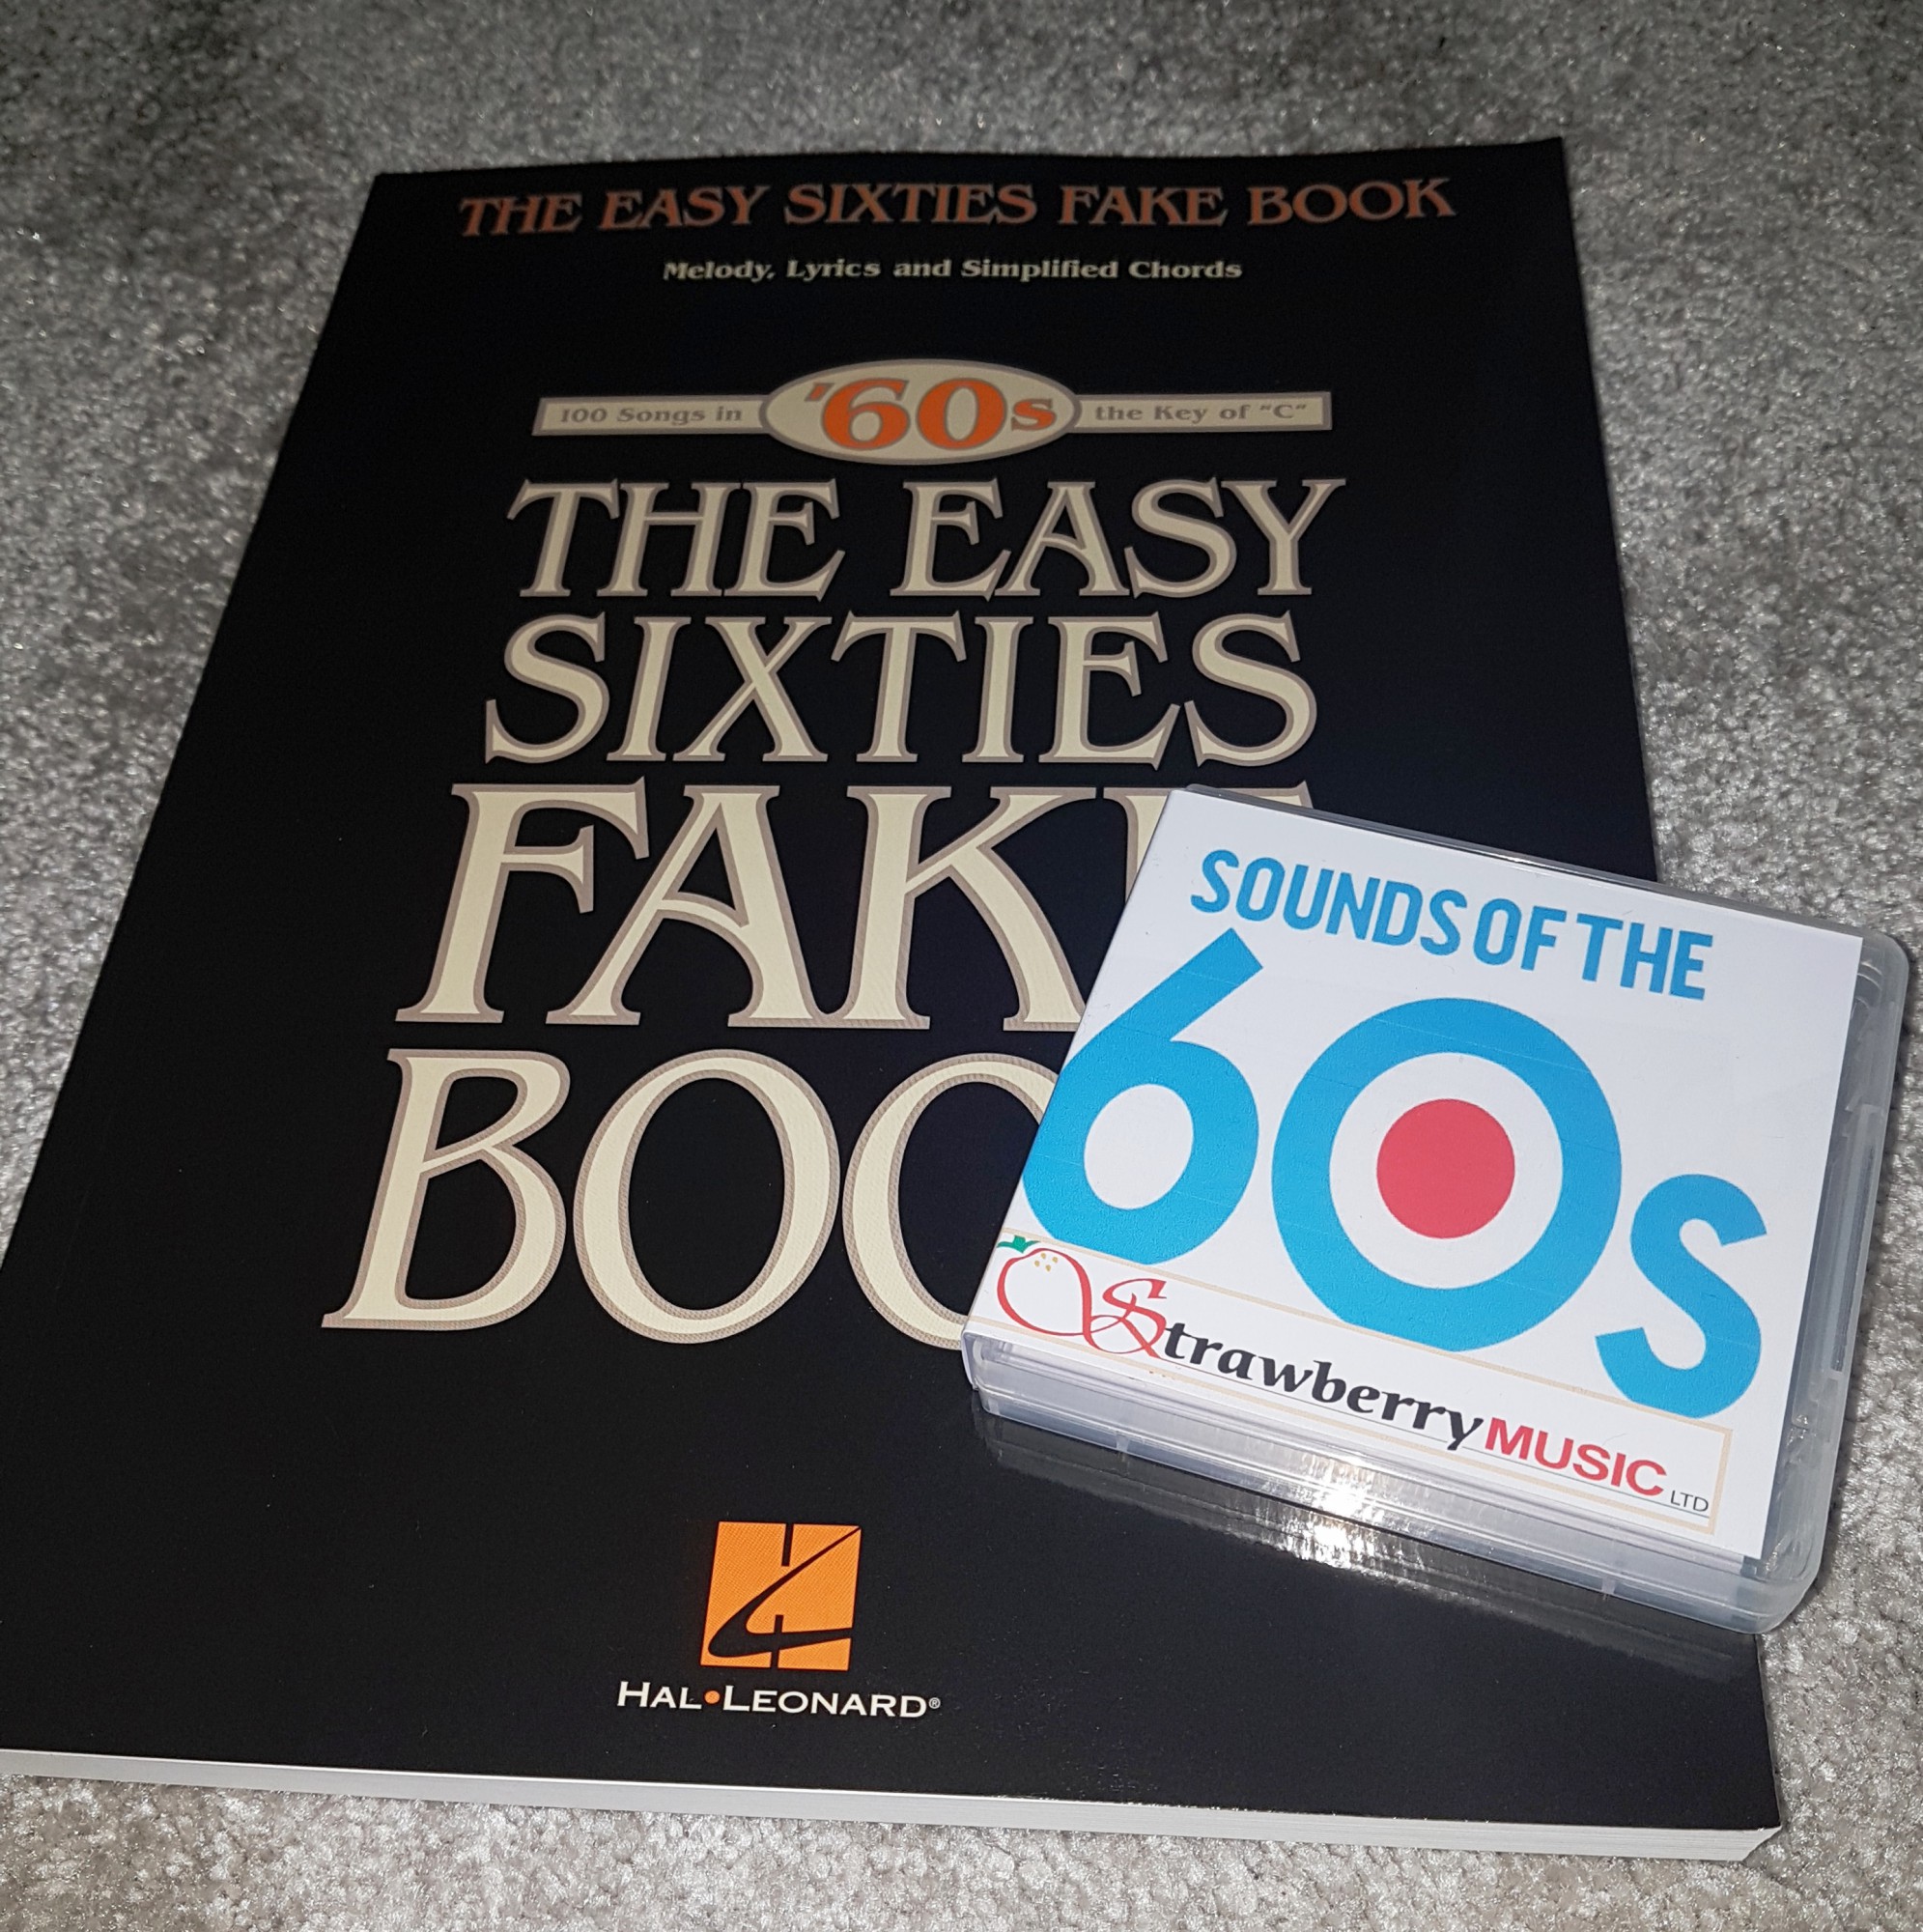 THE EASY SIXTIES FAKE BOOK
Melody, Lyrics and Simplified Chords
100 Songs in '60s the Key of "C"
THE EASY
SIXTIES
FAKE
BOO
HAL•LEONARD®
SOUNDS OF THE
60s
Strawberry MUSIC LTD